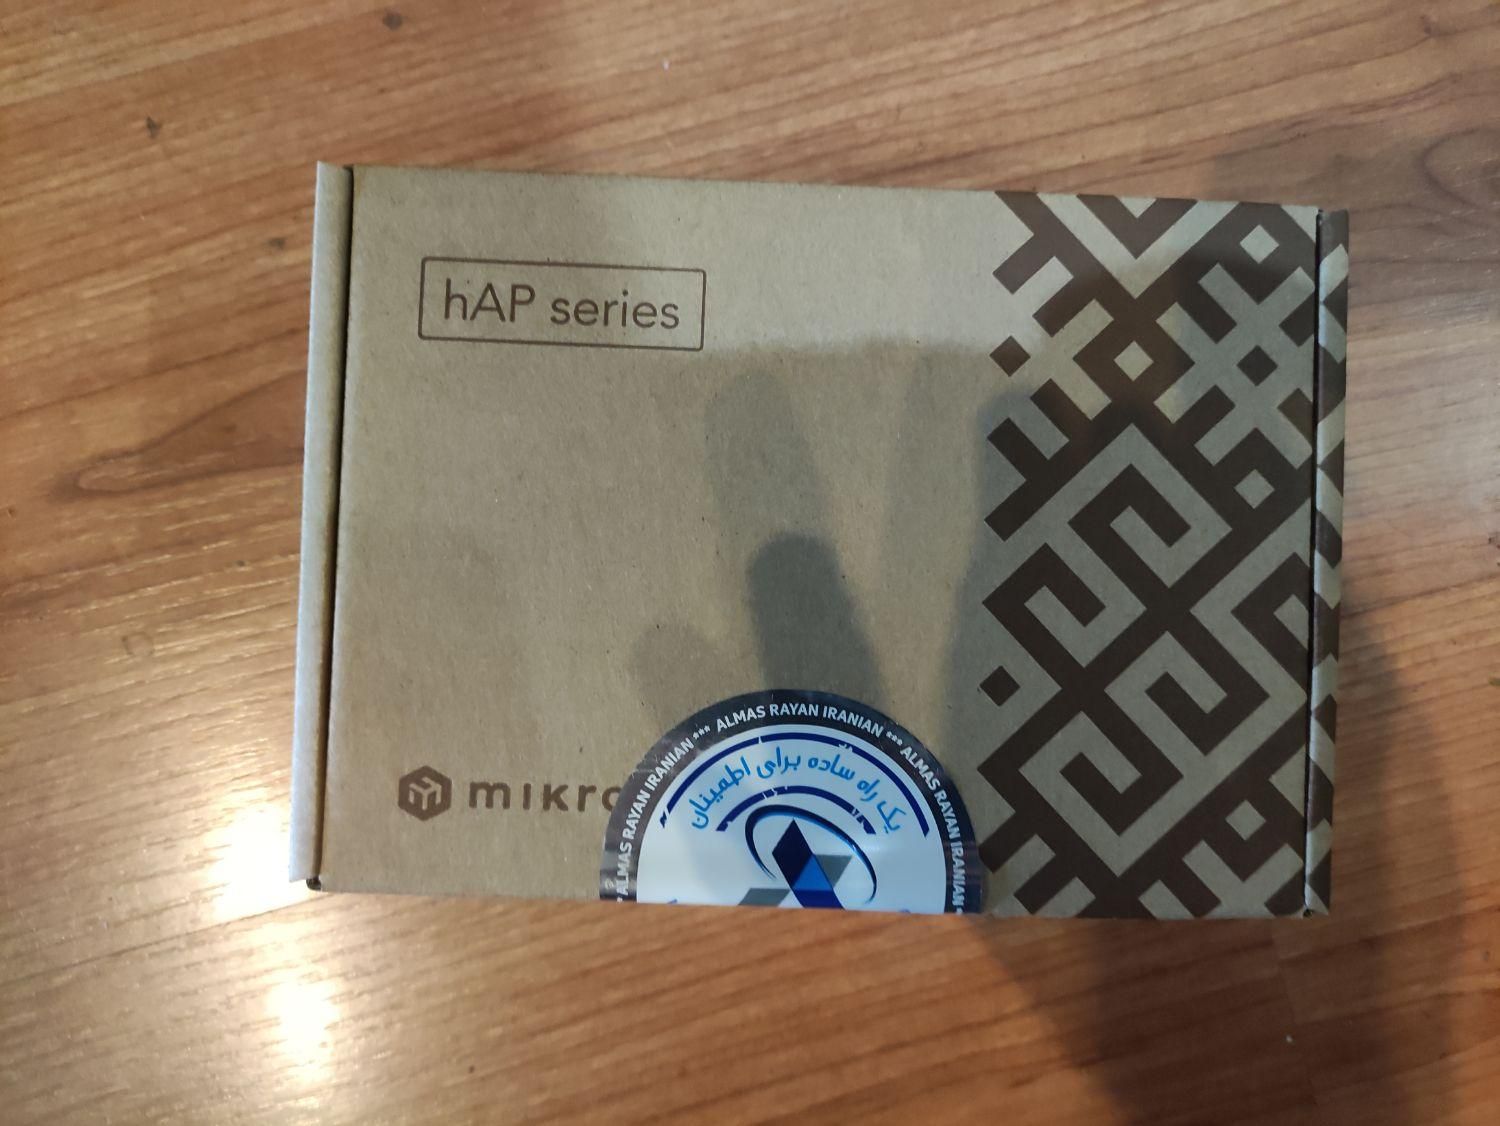 hAP series
mikro
ALMAS RAYAN IRANIAN *** ALMAS RAYAN IRANIAN *** ALMAS RAYAN IRANIAN
یک راه ساده برای اطمینان